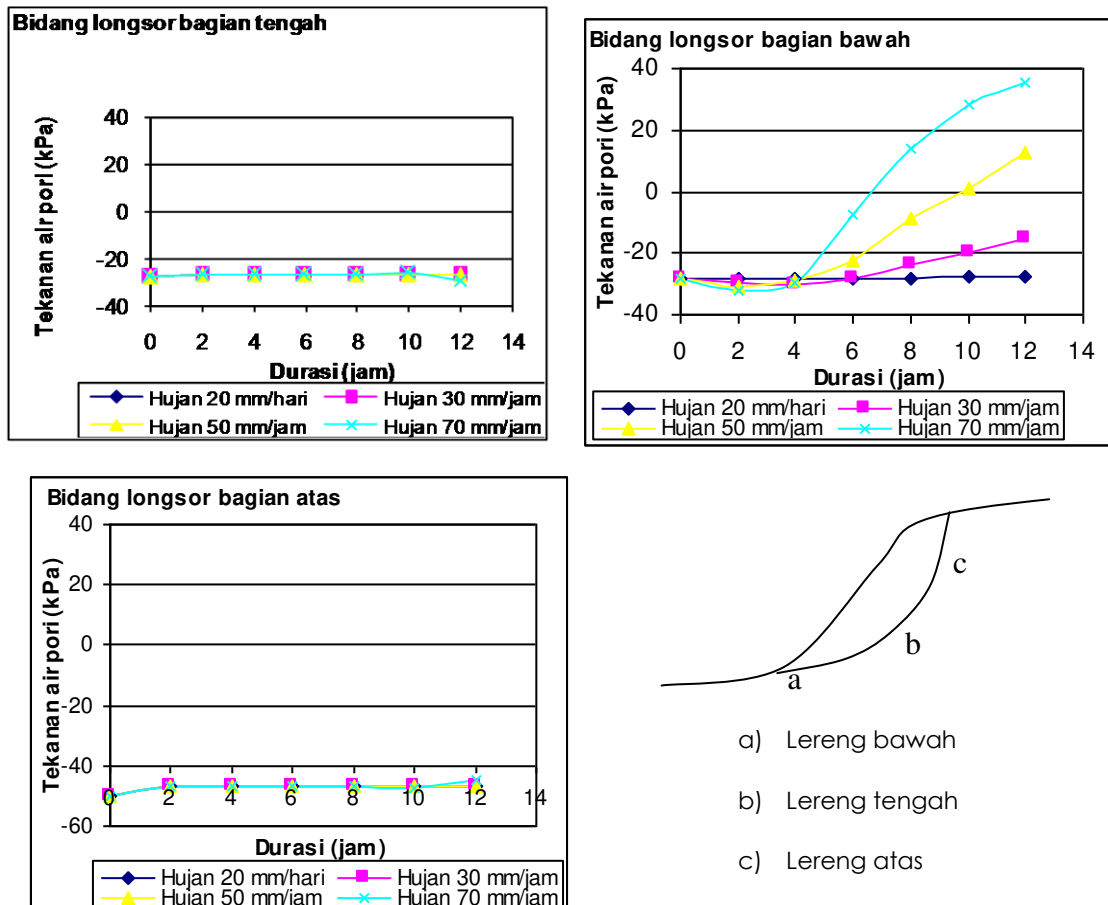 Bidang longsor bagian tengah
Tekanan air pori (kPa)
40
20
0
-20
-40
0 2 4 6 8 10 12 14
Durasi (jam)
Hujan 20 mm/hari Hujan 30 mm/jam
Hujan 50 mm/jam Hujan 70 mm/jam
Bidang longsor bagian bawah
Tekanan air pori (kPa)
40
20
0
-20
-40
0 2 4 6 8 10 12 14
Durasi (jam)
Hujan 20 mm/hari Hujan 30 mm/jam
Hujan 50 mm/jam Hujan 70 mm/jam
Bidang longsor bagian atas
Tekanan air pori (kPa)
40
20
0
-20
-40
-60
0 2 4 6 8 10 12 14
Durasi (jam)
Hujan 20 mm/hari Hujan 30 mm/jam
Hujan 50 mm/jam Hujan 70 mm/jam
c
b
a
a) Lereng bawah
b) Lereng tengah
c) Lereng atas